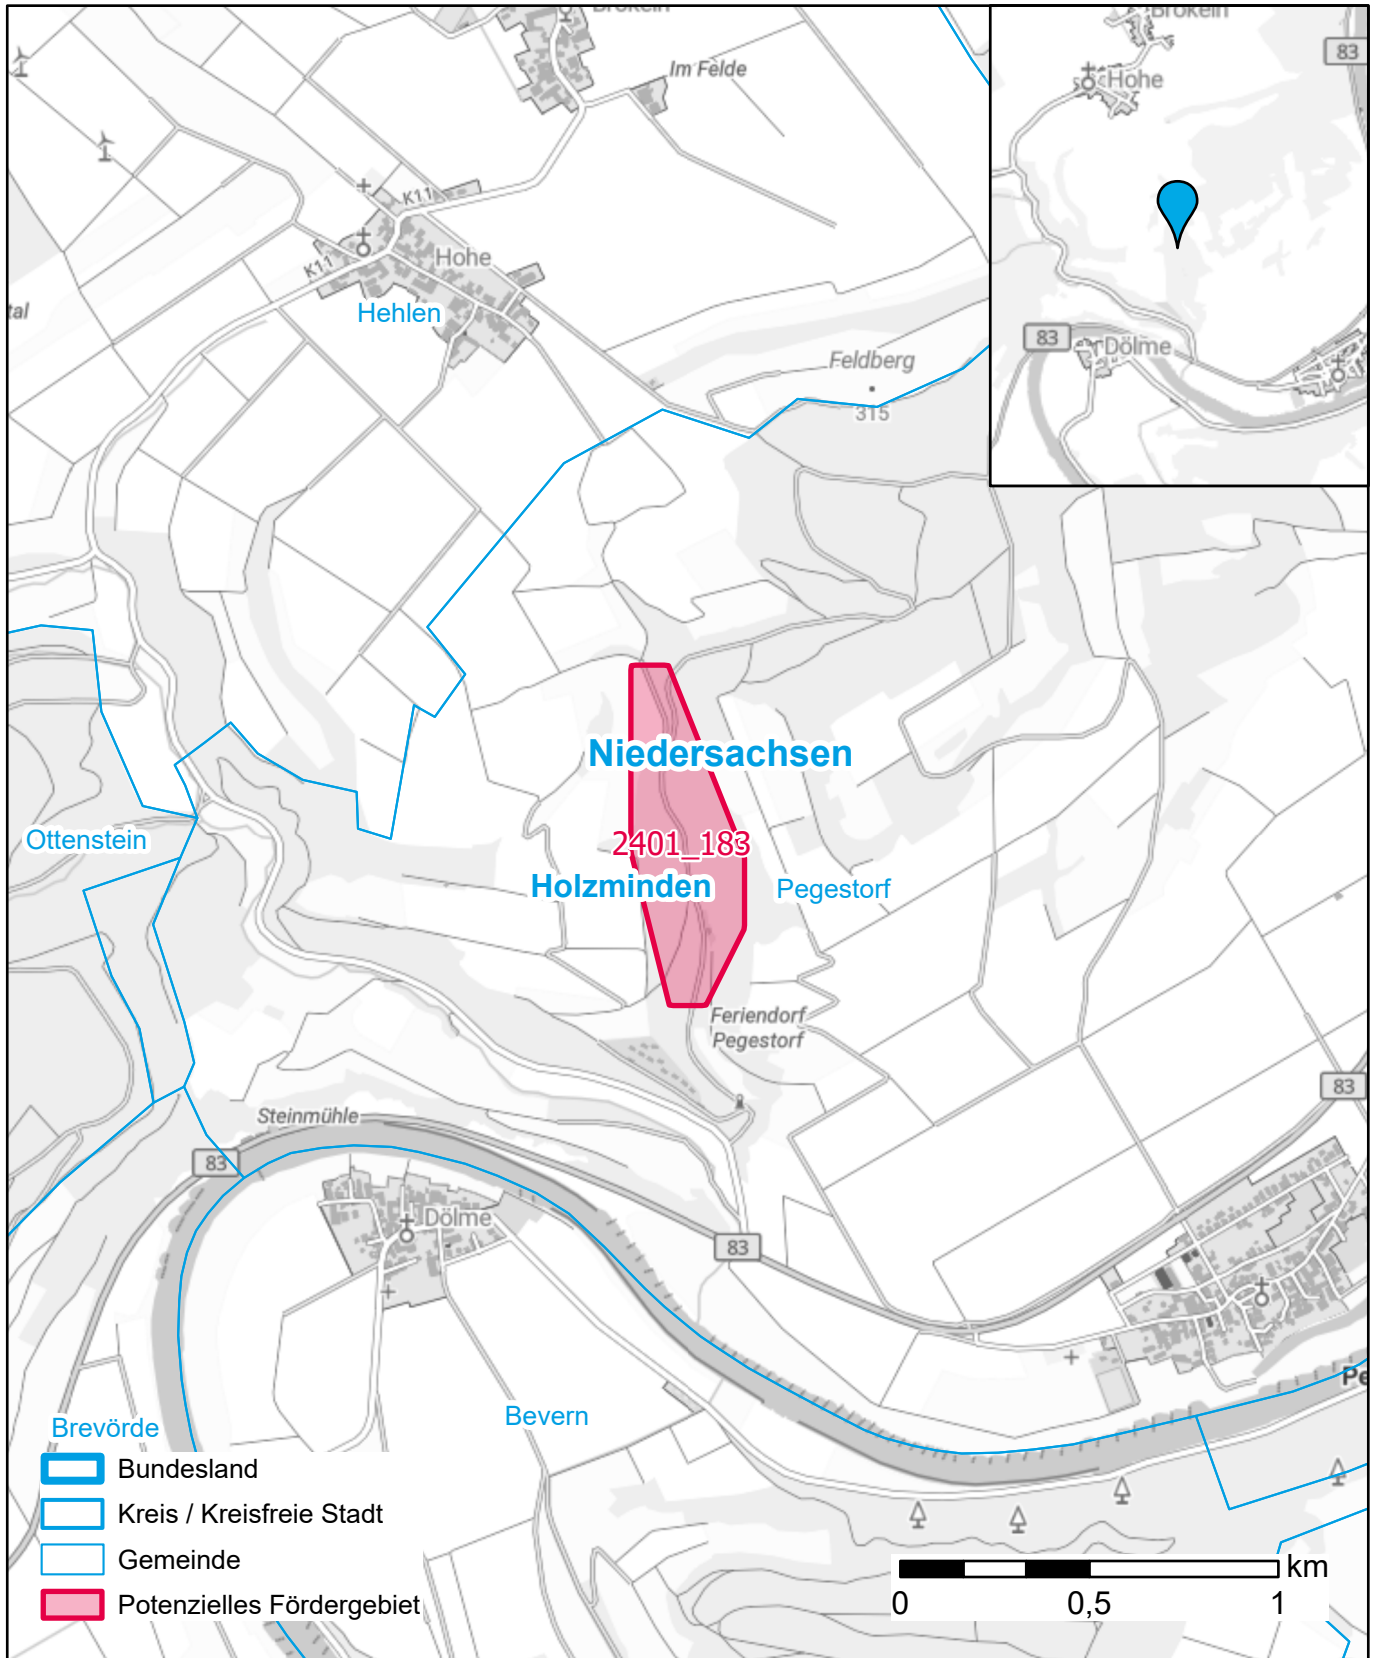 Brökeln
Im Felde
K11
Hohe
K11
Hehlen
tal
Feldberg
315
Brökeln
83
Hohe
83
Dölme
Niedersachsen
2401_183
Ottenstein
Holzminden
Pegestorf
Feriendorf
Pegestorf
Steinmühle
83
83
Dölme
83
Pe
Bevern
Brevörde
Bundesland
Kreis / Kreisfreie Stadt
Gemeinde
Potenzielles Fördergebiet
km
0 0,5 1